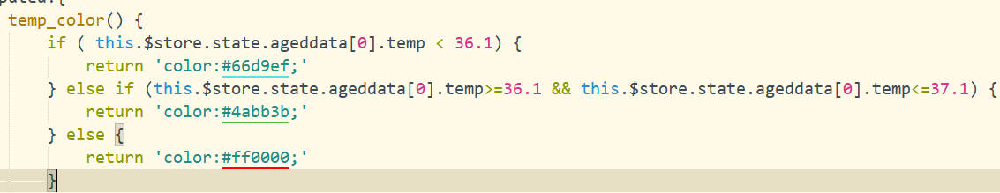 temp_color() {
if ( this.$store.state.ageddata[0].temp < 36.1) {
return 'color:#66d9ef;'
} else if (this.$store.state.ageddata[0].temp>=36.1 && this.$store.state.ageddata[0].temp<=37.1) {
return 'color:#4abb3b;'
} else {
return 'color:#ff0000;'
}